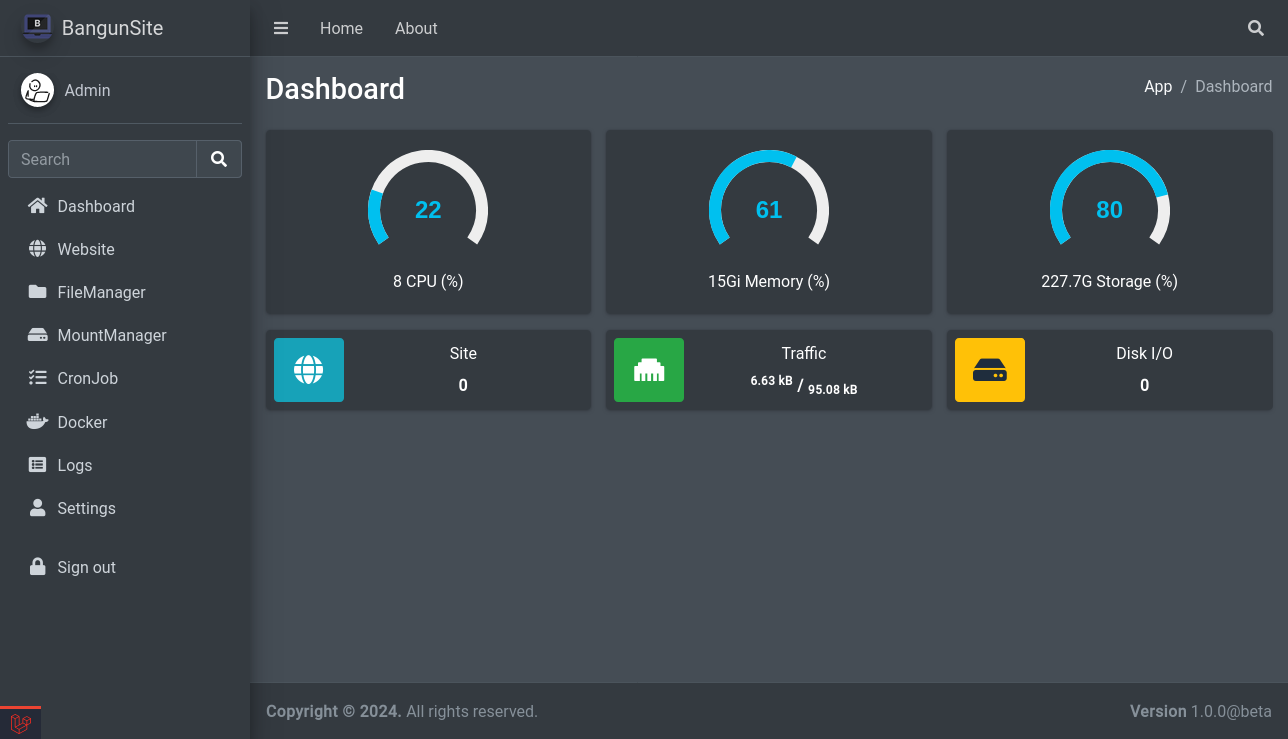 B
BangunSite
Home
About
Admin
Search
Dashboard
Website
FileManager
MountManager
CronJob
Docker
Logs
Settings
Sign out
Dashboard
App / Dashboard
22
8 CPU (%)
61
15Gi Memory (%)
80
227.7G Storage (%)
Site
0
Traffic
6.63 kB / 95.08 kB
Disk I/O
0
Copyright © 2024. All rights reserved.
Version 1.0.0@beta